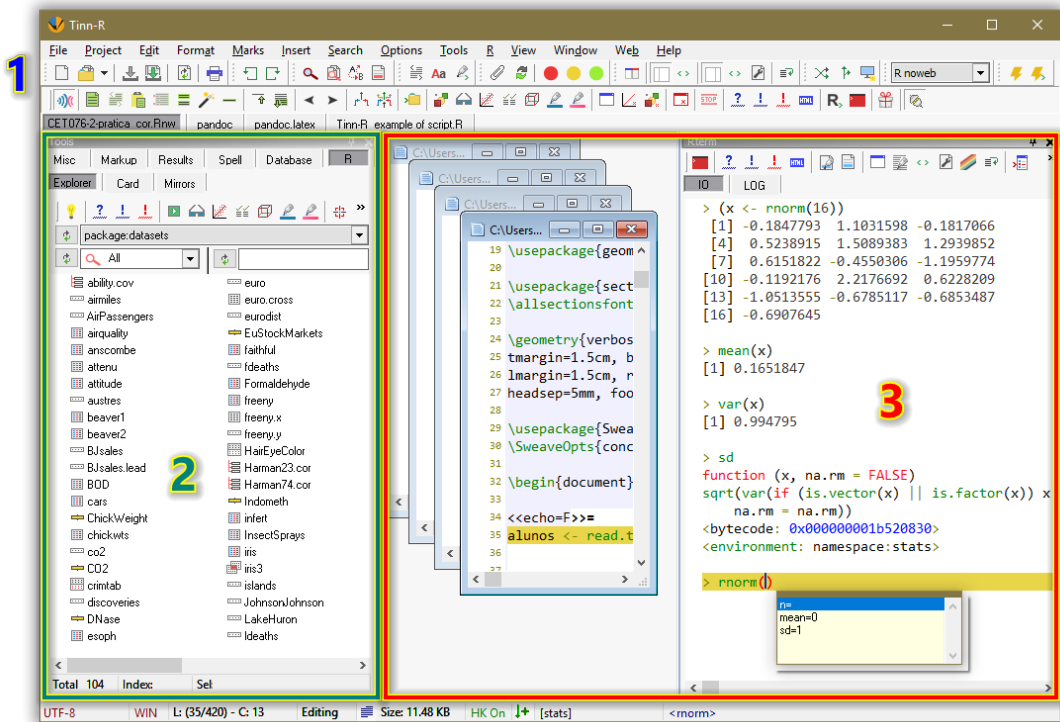 Tinn-R
File Project Edit Format Marks Insert Search Options Tools R View Window Web Help
1
Aa R noweb
STOP R
CET076-2-pratica_cor.Rnw pandoc pandoc.latex Tinn-R_example of script.R
Tools
Misc Markup Results Spell Database R
Explorer Card Mirrors
package:datasets
All
ability.cov
airmiles
AirPassengers
airquality
anscombe
attenu
attitude
austres
beaver1
beaver2
BJsales
BJsales.lead
BOD
cars
ChickWeight
chickwts
co2
CO2
crimtab
discoveries
DNase
esoph
euro
euro.cross
eurodist
EuStockMarkets
faithful
fdeaths
Formaldehyde
freeny
freeny.x
freeny.y
HairEyeColor
Harman23.cor
Harman74.cor
Indometh
infert
InsectSprays
iris
iris3
islands
JohnsonJohnson
LakeHuron
ldeaths
2
Total 104 Index: Sel:
C:\Users...
C:\Users...
C:\Users...
C:\Users...
19 \usepackage{geom
20
21 \usepackage{sect
22 \allsectionsfont
23
24 \geometry{verbos
25 tmargin=1.5cm, b
26 lmargin=1.5cm, r
27 headsep=5mm, foo
28
29 \usepackage{Swea
30 \SweaveOpts{conc
31
32 \begin{document}
33
34 <<echo=F>>=
35 alunos <- read.t
36
37
Rterm
IO LOG
> (x <- rnorm(16))
[1] -0.1847793 1.1031598 -0.1817066
[4] 0.5238915 1.5089383 1.2939852
[7] 0.6151822 -0.4550306 -1.1959774
[10] -0.1192176 2.2176692 0.6228209
[13] -1.0513555 -0.6785117 -0.6853487
[16] -0.6907645
> mean(x)
[1] 0.1651847
> var(x)
[1] 0.994795
> sd
function (x, na.rm = FALSE)
sqrt(var(if (is.vector(x) || is.factor(x)) x
na.rm = na.rm))
<bytecode: 0x000000001b520830>
<environment: namespace:stats>
> rnorm()
n=
mean=0
sd=1
3
UTF-8 WIN L: (35/420) - C: 13 Editing Size: 11.48 KB HK On [stats] <rnorm>